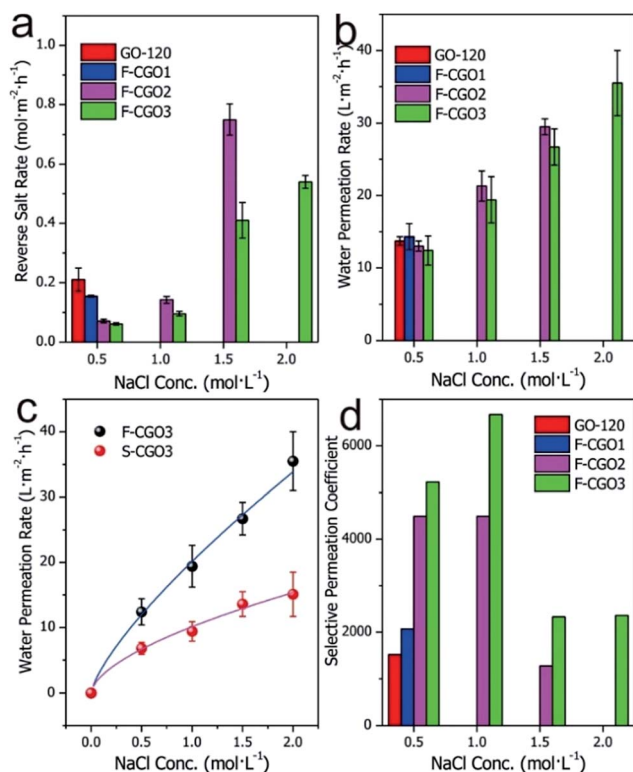 a
GO-120
F-CGO1
F-CGO2
F-CGO3
Reverse Salt Rate (mol·m⁻²·h⁻¹)
1.0
0.8
0.6
0.4
0.2
0.0
0.5 1.0 1.5 2.0
NaCl Conc. (mol·L⁻¹)
b
GO-120
F-CGO1
F-CGO2
F-CGO3
Water Permeation Rate (L·m⁻²·h⁻¹)
40
30
20
10
0
0.5 1.0 1.5 2.0
NaCl Conc. (mol·L⁻¹)
c
F-CGO3
S-CGO3
Water Permeation Rate (L·m⁻²·h⁻¹)
40
30
20
10
0
0.0 0.5 1.0 1.5 2.0
NaCl Conc. (mol·L⁻¹)
d
GO-120
F-CGO1
F-CGO2
F-CGO3
Selective Permeation Coefficient
6000
4000
2000
0
0.5 1.0 1.5 2.0
NaCl Conc. (mol·L⁻¹)